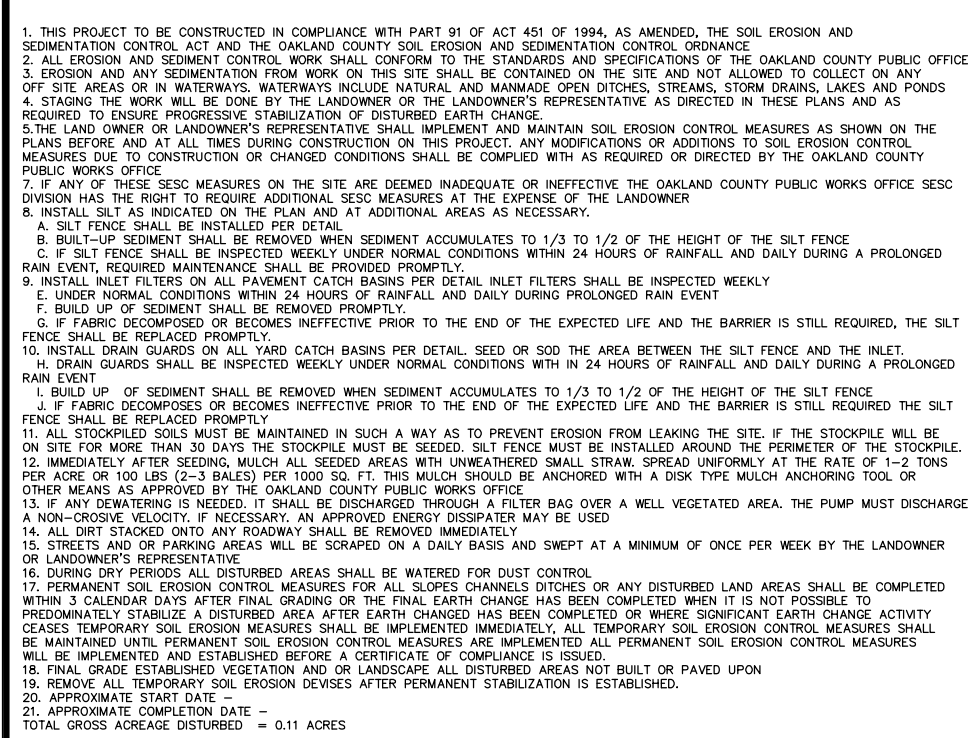 1. THIS PROJECT TO BE CONSTRUCTED IN COMPLIANCE WITH PART 91 OF ACT 451 OF 1994, AS AMENDED, THE SOIL EROSION AND
SEDIMENTATION CONTROL ACT AND THE OAKLAND COUNTY SOIL EROSION AND SEDIMENTATION CONTROL ORDNANCE
2. ALL EROSION AND SEDIMENT CONTROL WORK SHALL CONFORM TO THE STANDARDS AND SPECIFICATIONS OF THE OAKLAND COUNTY PUBLIC OFFICE
3. EROSION AND ANY SEDIMENTATION FROM WORK ON THIS SITE SHALL BE CONTAINED ON THE SITE AND NOT ALLOWED TO COLLECT ON ANY
OFF SITE AREAS OR IN WATERWAYS. WATERWAYS INCLUDE NATURAL AND MANMADE OPEN DITCHES, STREAMS, STORM DRAINS, LAKES AND PONDS
4. STAGING THE WORK WILL BE DONE BY THE LANDOWNER OR THE LANDOWNER'S REPRESENTATIVE AS DIRECTED IN THESE PLANS AND AS
REQUIRED TO ENSURE PROGRESSIVE STABILIZATION OF DISTURBED EARTH CHANGE.
5.THE LAND OWNER OR LANDOWNER'S REPRESENTATIVE SHALL IMPLEMENT AND MAINTAIN SOIL EROSION CONTROL MEASURES AS SHOWN ON THE
PLANS BEFORE AND AT ALL TIMES DURING CONSTRUCTION ON THIS PROJECT. ANY MODIFICATIONS OR ADDITIONS TO SOIL EROSION CONTROL
MEASURES DUE TO CONSTRUCTION OR CHANGED CONDITIONS SHALL BE COMPLIED WITH AS REQUIRED OR DIRECTED BY THE OAKLAND COUNTY
PUBLIC WORKS OFFICE
7. IF ANY OF THESE SESC MEASURES ON THE SITE ARE DEEMED INADEQUATE OR INEFFECTIVE THE OAKLAND COUNTY PUBLIC WORKS OFFICE SESC
DIVISION HAS THE RIGHT TO REQUIRE ADDITIONAL SESC MEASURES AT THE EXPENSE OF THE LANDOWNER
8. INSTALL SILT AS INDICATED ON THE PLAN AND AT ADDITIONAL AREAS AS NECESSARY.
A. SILT FENCE SHALL BE INSTALLED PER DETAIL
B. BUILT-UP SEDIMENT SHALL BE REMOVED WHEN SEDIMENT ACCUMULATES TO 1/3 TO 1/2 OF THE HEIGHT OF THE SILT FENCE
C. IF SILT FENCE SHALL BE INSPECTED WEEKLY UNDER NORMAL CONDITIONS WITHIN 24 HOURS OF RAINFALL AND DAILY DURING A PROLONGED
RAIN EVENT, REQUIRED MAINTENANCE SHALL BE PROVIDED PROMPTLY.
9. INSTALL INLET FILTERS ON ALL PAVEMENT CATCH BASINS PER DETAIL INLET FILTERS SHALL BE INSPECTED WEEKLY
E. UNDER NORMAL CONDITIONS WITHIN 24 HOURS OF RAINFALL AND DAILY DURING PROLONGED RAIN EVENT
F. BUILD UP OF SEDIMENT SHALL BE REMOVED PROMPTLY.
G. IF FABRIC DECOMPOSED OR BECOMES INEFFECTIVE PRIOR TO THE END OF THE EXPECTED LIFE AND THE BARRIER IS STILL REQUIRED, THE SILT
FENCE SHALL BE REPLACED PROMPTLY.
10. INSTALL DRAIN GUARDS ON ALL YARD CATCH BASINS PER DETAIL. SEED OR SOD THE AREA BETWEEN THE SILT FENCE AND THE INLET.
H. DRAIN GUARDS SHALL BE INSPECTED WEEKLY UNDER NORMAL CONDITIONS WITH IN 24 HOURS OF RAINFALL AND DAILY DURING A PROLONGED
RAIN EVENT
I. BUILD UP OF SEDIMENT SHALL BE REMOVED WHEN SEDIMENT ACCUMULATES TO 1/3 TO 1/2 OF THE HEIGHT OF THE SILT FENCE
J. IF FABRIC DECOMPOSES OR BECOMES INEFFECTIVE PRIOR TO THE END OF THE EXPECTED LIFE AND THE BARRIER IS STILL REQUIRED THE SILT
FENCE SHALL BE REPLACED PROMPTLY
11. ALL STOCKPILED SOILS MUST BE MAINTAINED IN SUCH A WAY AS TO PREVENT EROSION FROM LEAKING THE SITE. IF THE STOCKPILE WILL BE
ON SITE FOR MORE THAN 30 DAYS THE STOCKPILE MUST BE SEEDED. SILT FENCE MUST BE INSTALLED AROUND THE PERIMETER OF THE STOCKPILE.
12. IMMEDIATELY AFTER SEEDING, MULCH ALL SEEDED AREAS WITH UNWEATHERED SMALL STRAW. SPREAD UNIFORMLY AT THE RATE OF 1-2 TONS
PER ACRE OR 100 LBS (2-3 BALES) PER 1000 SQ. FT. THIS MULCH SHOULD BE ANCHORED WITH A DISK TYPE MULCH ANCHORING TOOL OR
OTHER MEANS AS APPROVED BY THE OAKLAND COUNTY PUBLIC WORKS OFFICE
13. IF ANY DEWATERING IS NEEDED. IT SHALL BE DISCHARGED THROUGH A FILTER BAG OVER A WELL VEGETATED AREA. THE PUMP MUST DISCHARGE
A NON-CROSIVE VELOCITY. IF NECESSARY. AN APPROVED ENERGY DISSIPATER MAY BE USED
14. ALL DIRT STACKED ONTO ANY ROADWAY SHALL BE REMOVED IMMEDIATELY
15. STREETS AND OR PARKING AREAS WILL BE SCRAPED ON A DAILY BASIS AND SWEPT AT A MINIMUM OF ONCE PER WEEK BY THE LANDOWNER
OR LANDOWNER'S REPRESENTATIVE
16. DURING DRY PERIODS ALL DISTURBED AREAS SHALL BE WATERED FOR DUST CONTROL
17. PERMANENT SOIL EROSION CONTROL MEASURES FOR ALL SLOPES CHANNELS DITCHES OR ANY DISTURBED LAND AREAS SHALL BE COMPLETED
WITHIN 3 CALENDAR DAYS AFTER FINAL GRADING OR THE FINAL EARTH CHANGE HAS BEEN COMPLETED WHEN IT IS NOT POSSIBLE TO
PREDOMINATELY STABILIZE A DISTURBED AREA AFTER EARTH CHANGED HAS BEEN COMPLETED OR WHERE SIGNIFICANT EARTH CHANGE ACTIVITY
CEASES TEMPORARY SOIL EROSION MEASURES SHALL BE IMPLEMENTED IMMEDIATELY, ALL TEMPORARY SOIL EROSION CONTROL MEASURES SHALL
BE MAINTAINED UNTIL PERMANENT SOIL EROSION CONTROL MEASURES ARE IMPLEMENTED ALL PERMANENT SOIL EROSION CONTROL MEASURES
WILL BE IMPLEMENTED AND ESTABLISHED BEFORE A CERTIFICATE OF COMPLIANCE IS ISSUED.
18. FINAL GRADE ESTABLISHED VEGETATION AND OR LANDSCAPE ALL DISTURBED AREAS NOT BUILT OR PAVED UPON
19. REMOVE ALL TEMPORARY SOIL EROSION DEVISES AFTER PERMANENT STABILIZATION IS ESTABLISHED.
20. APPROXIMATE START DATE -
21. APPROXIMATE COMPLETION DATE -
TOTAL GROSS ACREAGE DISTURBED = 0.11 ACRES